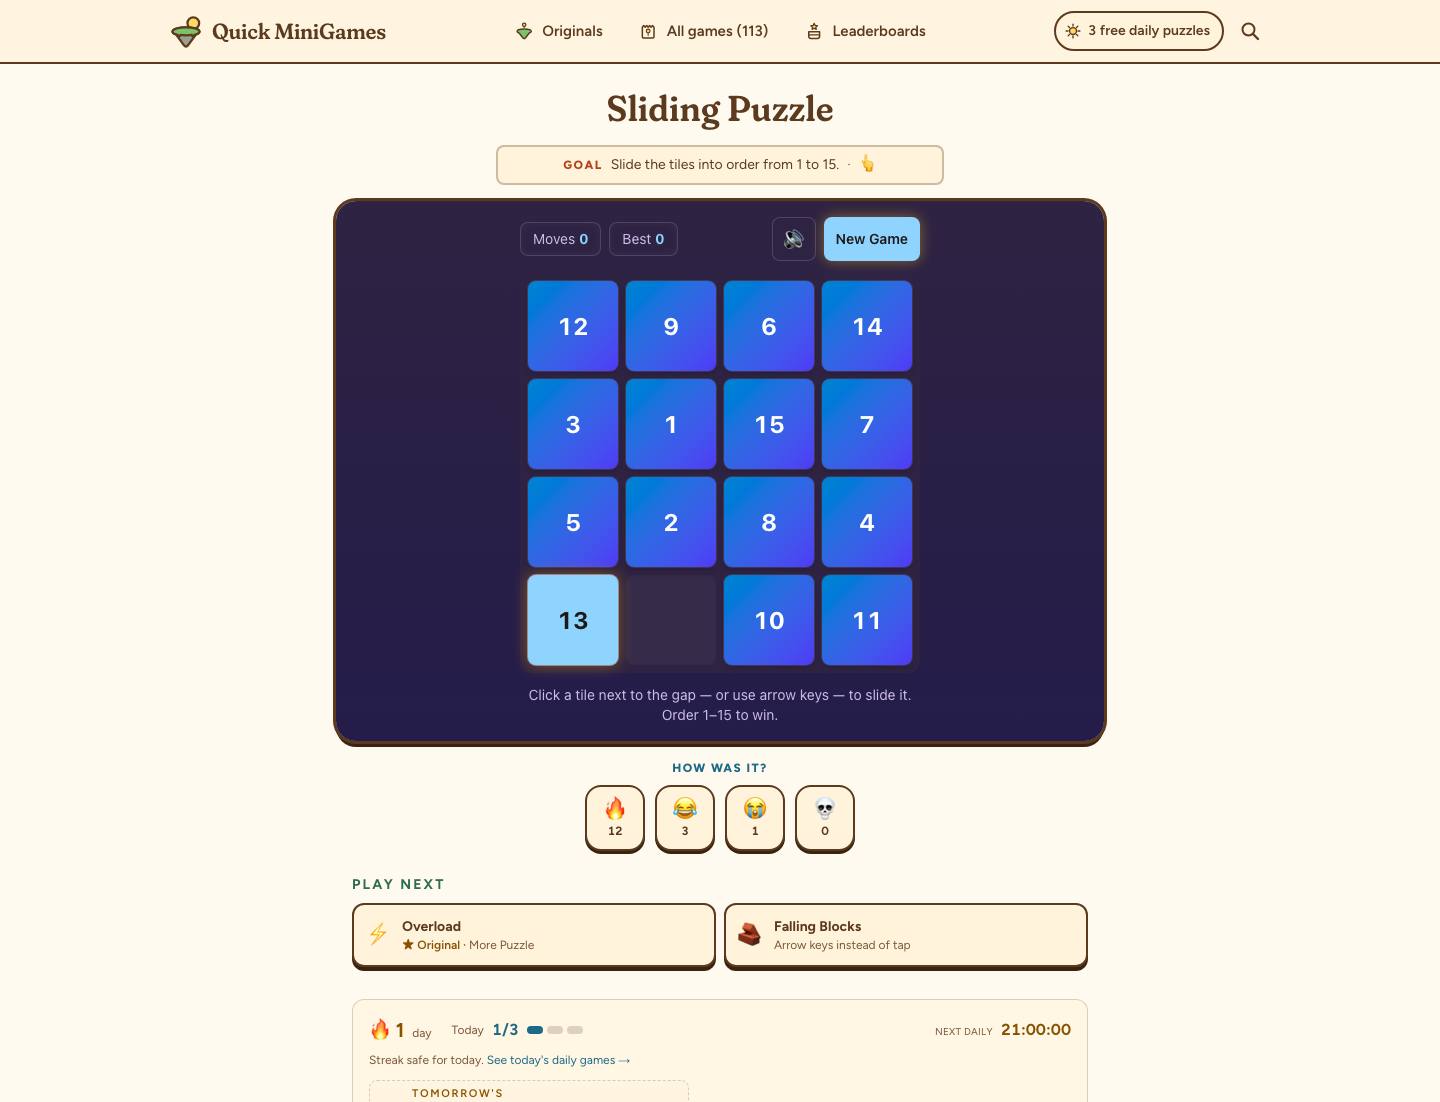 Quick MiniGames
Originals
All games (113)
Leaderboards
3 free daily puzzles
Sliding Puzzle
GOAL Slide the tiles into order from 1 to 15. ·
Moves 0
Best 0
New Game
12 9 6 14
3 1 15 7
5 2 8 4
13 10 11
Click a tile next to the gap — or use arrow keys — to slide it.
Order 1–15 to win.
HOW WAS IT?
12 3 1 0
PLAY NEXT
Overload
Original · More Puzzle
Falling Blocks
Arrow keys instead of tap
1 day Today 1/3 NEXT DAILY 21:00:00
Streak safe for today. See today's daily games →
TOMORROW'S